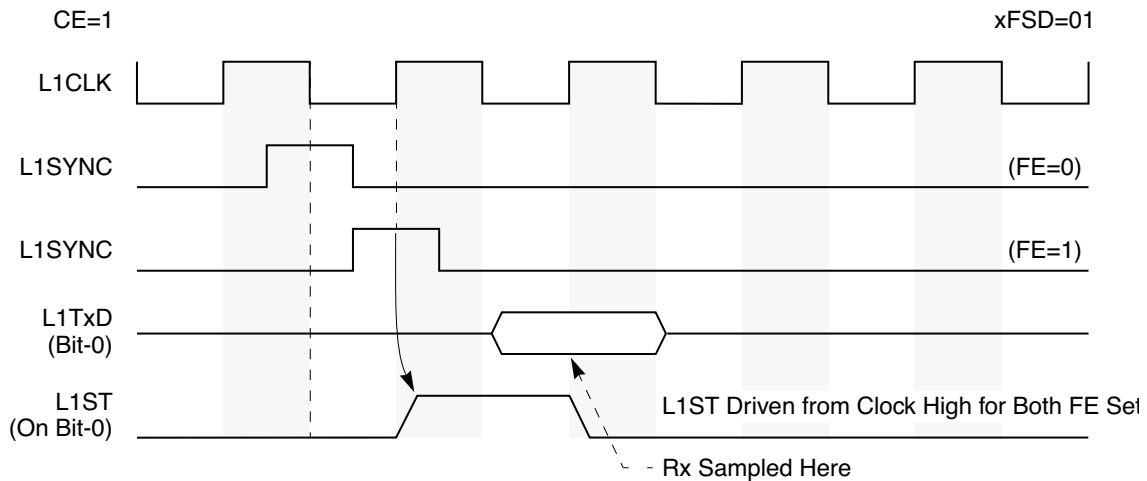 CE=1
xFSD=01
L1CLK
L1SYNC
(FE=0)
L1SYNC
(FE=1)
L1TxD
(Bit-0)
L1ST
(On Bit-0)
L1ST Driven from Clock High for Both FE Set
Rx Sampled Here